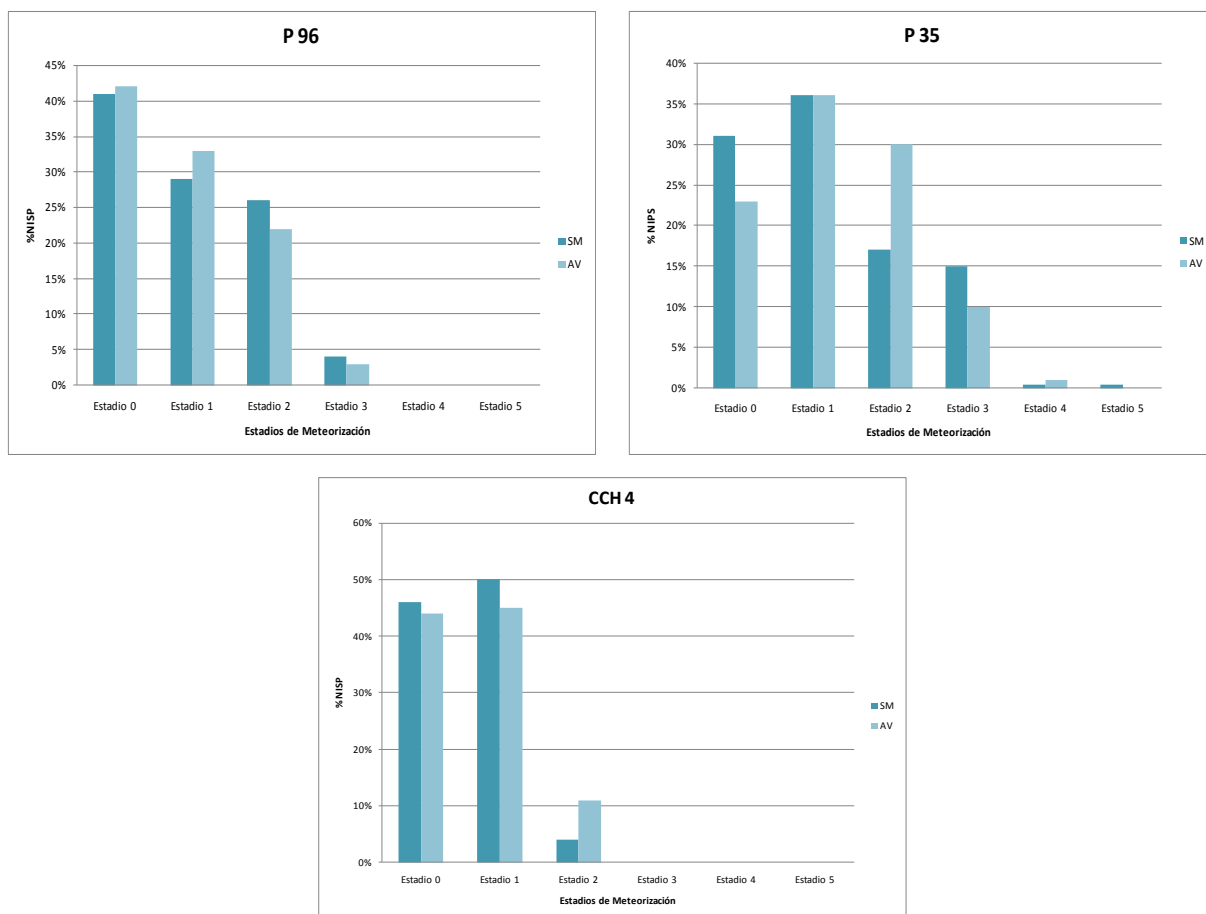 P 96
45%
40%
35%
30%
25%
20%
15%
10%
5%
0%
%NISP
Estadio 0 Estadio 1 Estadio 2 Estadio 3 Estadio 4 Estadio 5
Estadios de Meteorización
SM
AV
P 35
40%
35%
30%
25%
20%
15%
10%
5%
0%
% NIPS
Estadio 0 Estadio 1 Estadio 2 Estadio 3 Estadio 4 Estadio 5
Estadios de Meteorización
SM
AV
CCH 4
60%
50%
40%
30%
20%
10%
0%
%NISP
Estadio 0 Estadio 1 Estadio 2 Estadio 3 Estadio 4 Estadio 5
Estadios de Meteorización
SM
AV